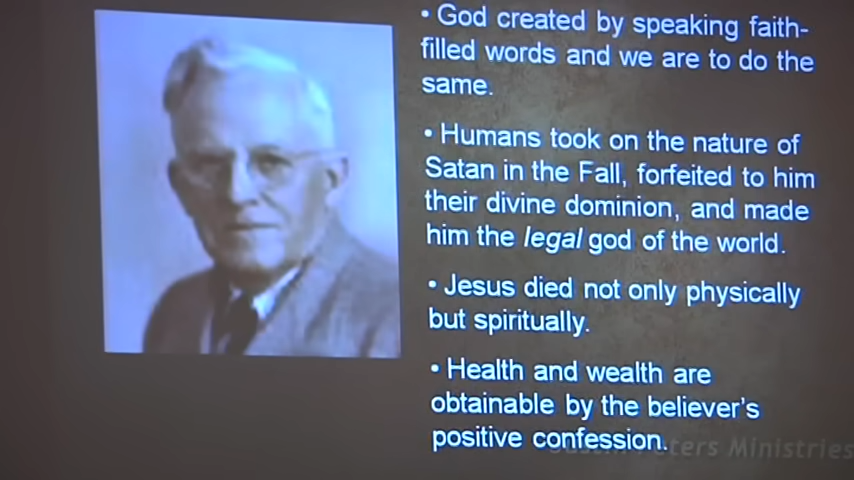 • God created by speaking faith-
filled words and we are to do the
same.
• Humans took on the nature of
Satan in the Fall, forfeited to him
their divine dominion, and made
him the legal god of the world.
• Jesus died not only physically
but spiritually.
• Health and wealth are
obtainable by the believer's
positive confession.
Ministries